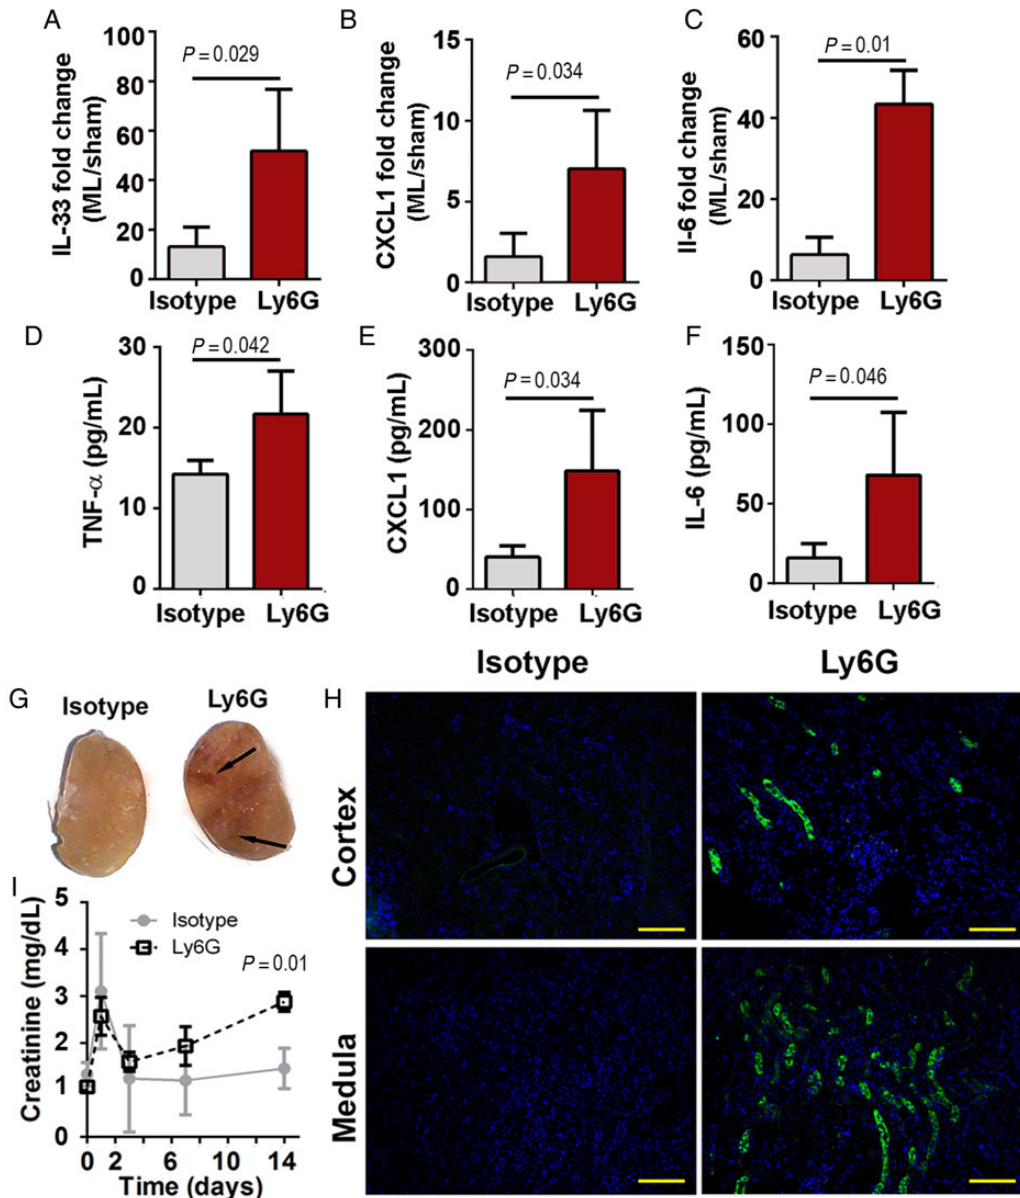 A
IL-33 fold change
(ML/sham)
100
80
60
40
20
0
P = 0.029
Isotype Ly6G
B
CXCL1 fold change
(ML/sham)
15
10
5
0
P = 0.034
Isotype Ly6G
C
Il-6 fold change
(ML/sham)
60
40
20
0
P = 0.01
Isotype Ly6G
D
TNF-α (pg/mL)
30
20
10
0
P = 0.042
Isotype Ly6G
E
CXCL1 (pg/mL)
300
200
100
0
P = 0.034
Isotype Ly6G
F
IL-6 (pg/mL)
150
100
50
0
P = 0.046
Isotype Ly6G
G
Isotype
Ly6G
H
Isotype
Ly6G
Cortex
Medula
I
Creatinine (mg/dL)
5
4
3
2
1
0
Isotype
Ly6G
P = 0.01
0 2 6 10 14
Time (days)